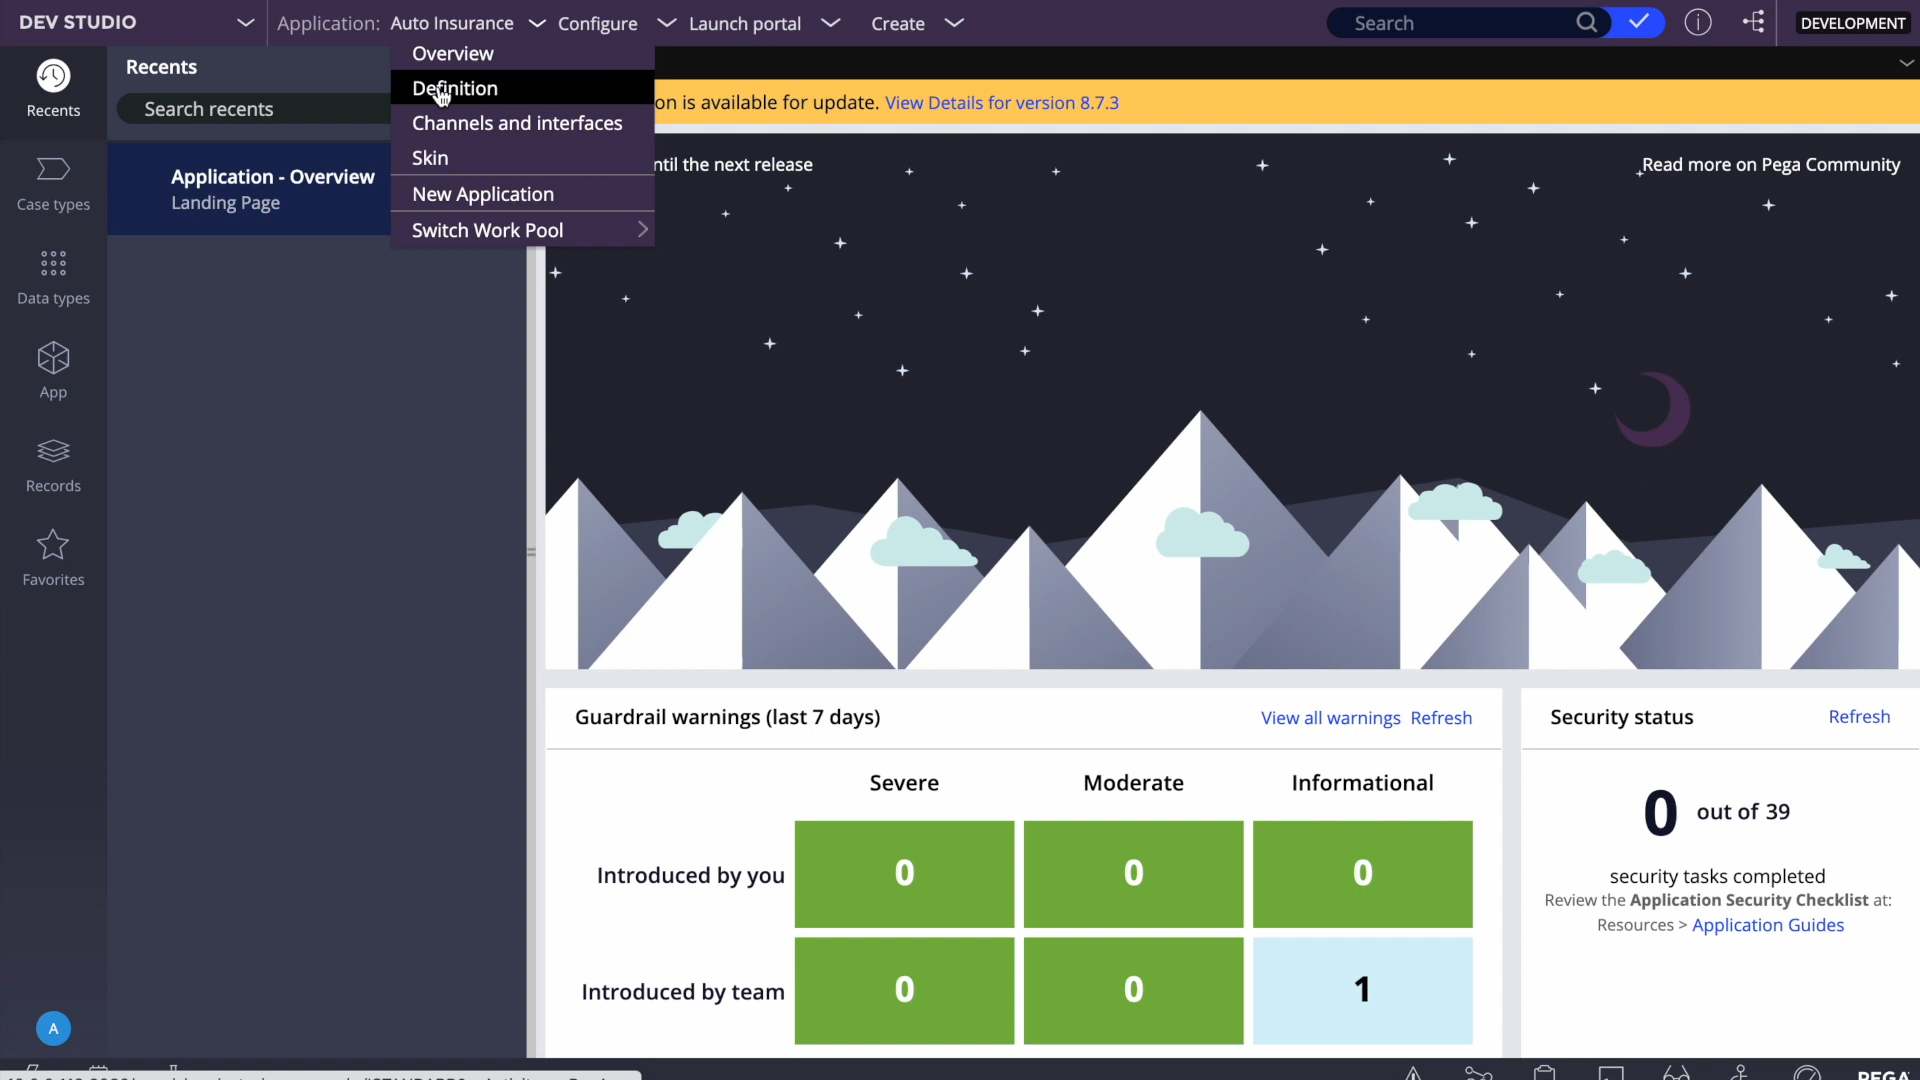 DEV STUDIO
Application: Auto Insurance
Configure
Launch portal
Create
Search
DEVELOPMENT
Recents
Search recents
Application - Overview
Landing Page
Recents
Case types
Data types
App
Records
Favorites
A
Overview
Definition
Channels and interfaces
Skin
New Application
Switch Work Pool
on is available for update. View Details for version 8.7.3
ntil the next release
Read more on Pega Community
Guardrail warnings (last 7 days)
View all warnings Refresh
Severe Moderate Informational
Introduced by you 0 0 0
Introduced by team 0 0 1
Security status
Refresh
0 out of 39
security tasks completed
Review the Application Security Checklist at:
Resources > Application Guides
PEGA